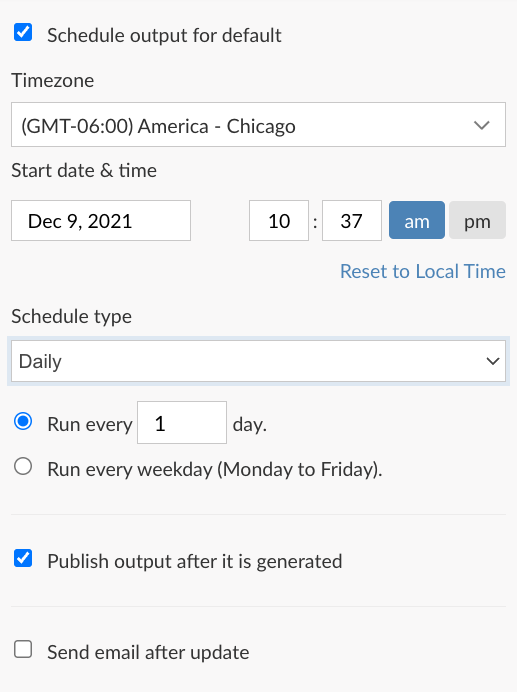 Schedule output for default
Timezone
(GMT-06:00) America - Chicago
Start date & time
Dec 9, 2021 10 : 37 am pm
Reset to Local Time
Schedule type
Daily
Run every 1 day.
Run every weekday (Monday to Friday).
Publish output after it is generated
Send email after update